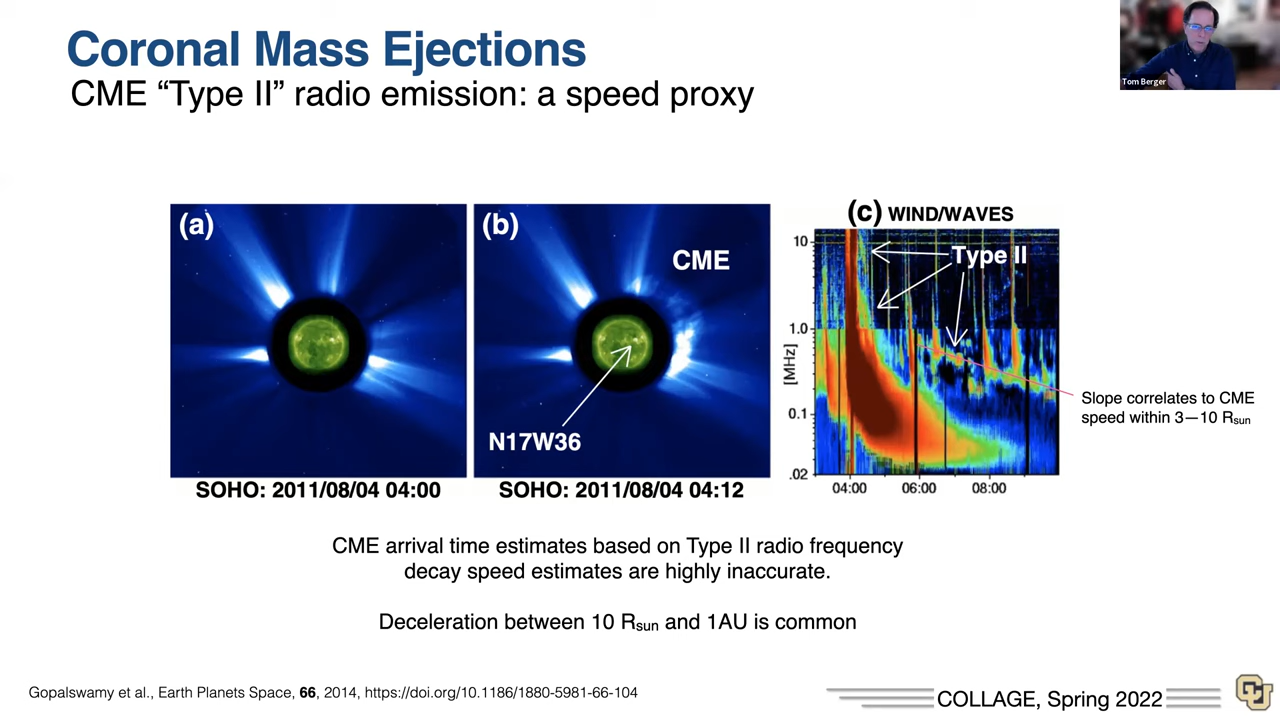 Coronal Mass Ejections
CME “Type II” radio emission: a speed proxy
Tom Berger
(a)
(b)
CME
N17W36
SOHO: 2011/08/04 04:00
SOHO: 2011/08/04 04:12
(c) WIND/WAVES
Type II
10
1.0
[MHz]
0.1
.02
04:00 06:00 08:00
Slope correlates to CME
speed within 3—10 Rsun
CME arrival time estimates based on Type II radio frequency
decay speed estimates are highly inaccurate.
Deceleration between 10 Rsun and 1AU is common
Gopalswamy et al., Earth Planets Space, 66, 2014, https://doi.org/10.1186/1880-5981-66-104
COLLAGE, Spring 2022
CU